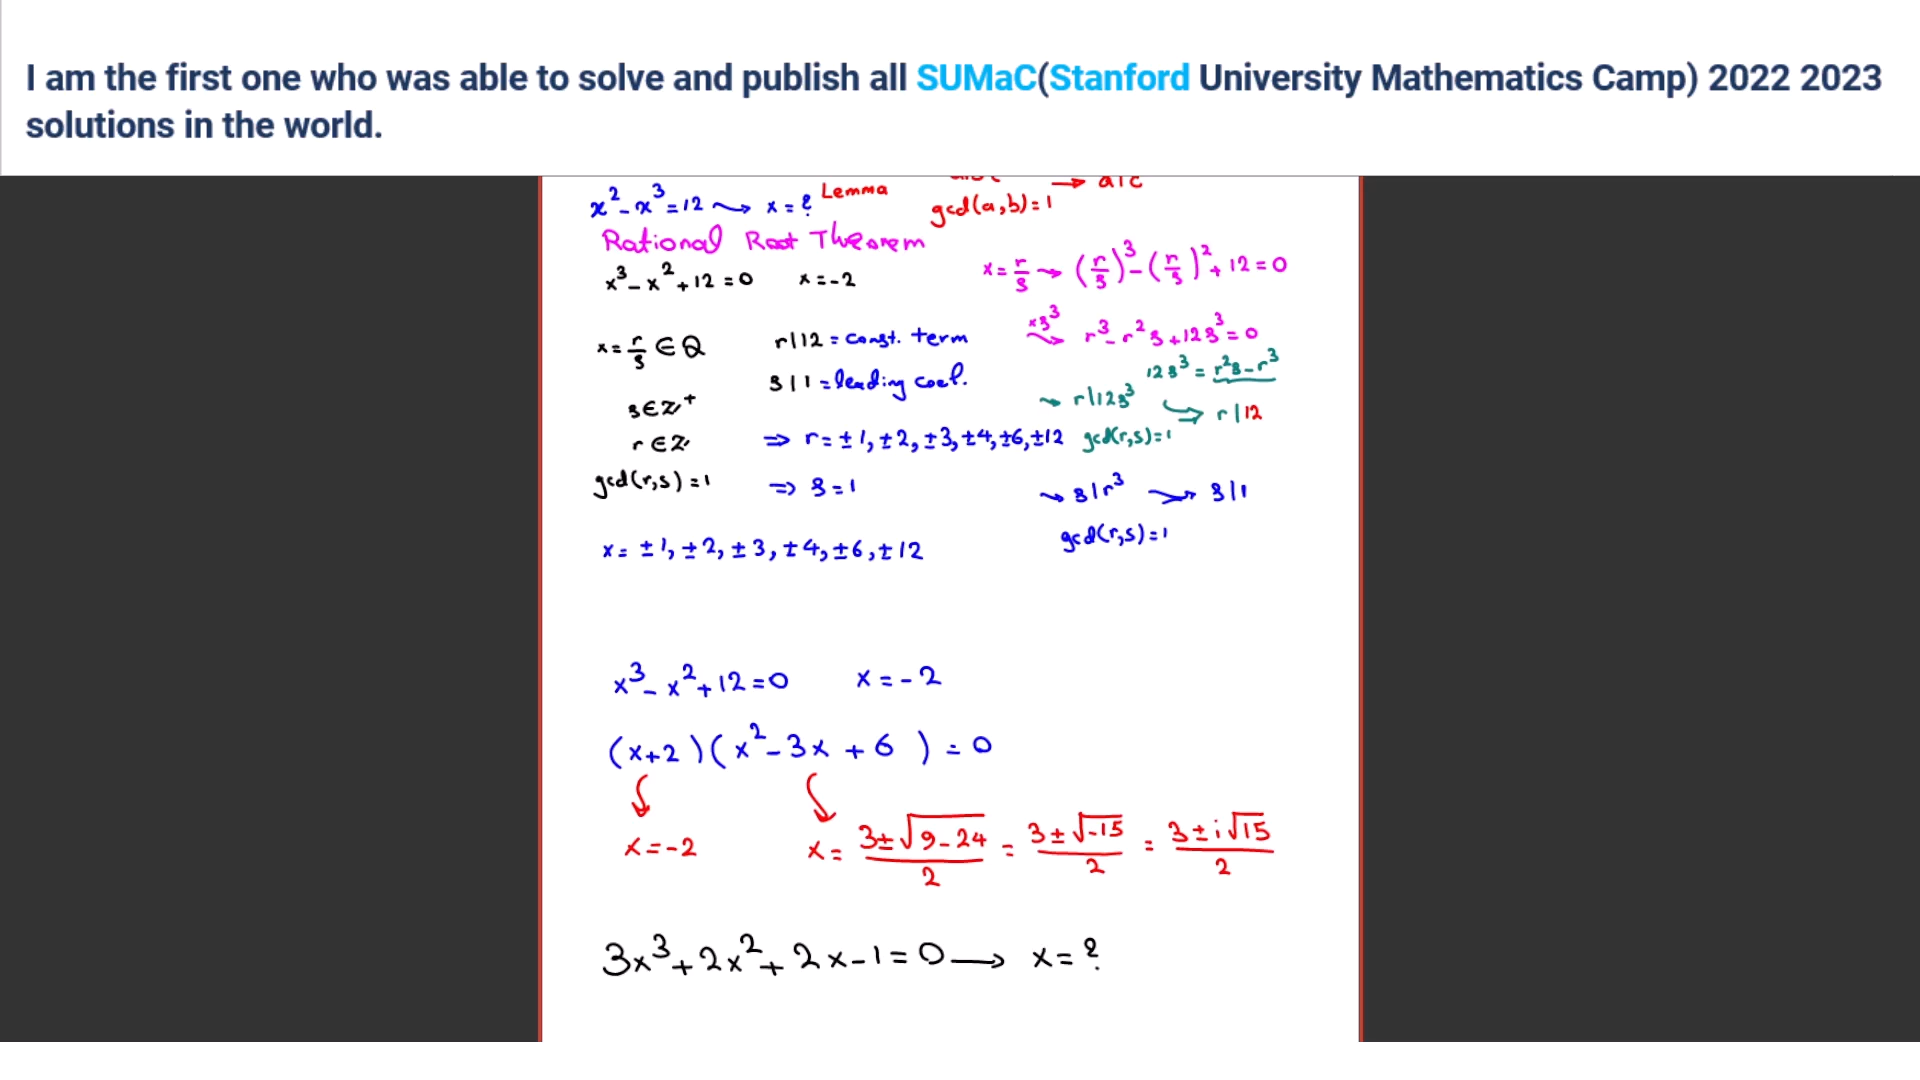 I am the first one who was able to solve and publish all SUMaC(Stanford University Mathematics Camp) 2022 2023
solutions in the world.
x² - x³ = 12 ⇝ x = ? Lemma
→ a|c
gcd(a,b)=1
Rational Root Theorem
x³ - x² + 12 = 0 x = -2
x = r/s ⇝ (r/s)³ - (r/s)² + 12 = 0
×s³ ⇝ r³ - r²s + 12s³ = 0
x = r/s ∈ Q r|12 = const. term
12s³ = r²s - r³
s|1 = leading coef.
⇝ r|12s³ ↪ r|12
s ∈ Z⁺
r ∈ Z ⇒ r = ±1, ±2, ±3, ±4, ±6, ±12 gcd(r,s)=1
gcd(r,s)=1 ⇒ s = 1
⇝ s|r³ ⇝ s|1
gcd(r,s)=1
x = ±1, ±2, ±3, ±4, ±6, ±12
x³ - x² + 12 = 0 x = -2
(x+2)(x² - 3x + 6) = 0
x = -2 x = (3±√(9-24))/2 = (3±√-15)/2 = (3±i√15)/2
3x³ + 2x² + 2x - 1 = 0 → x = ?